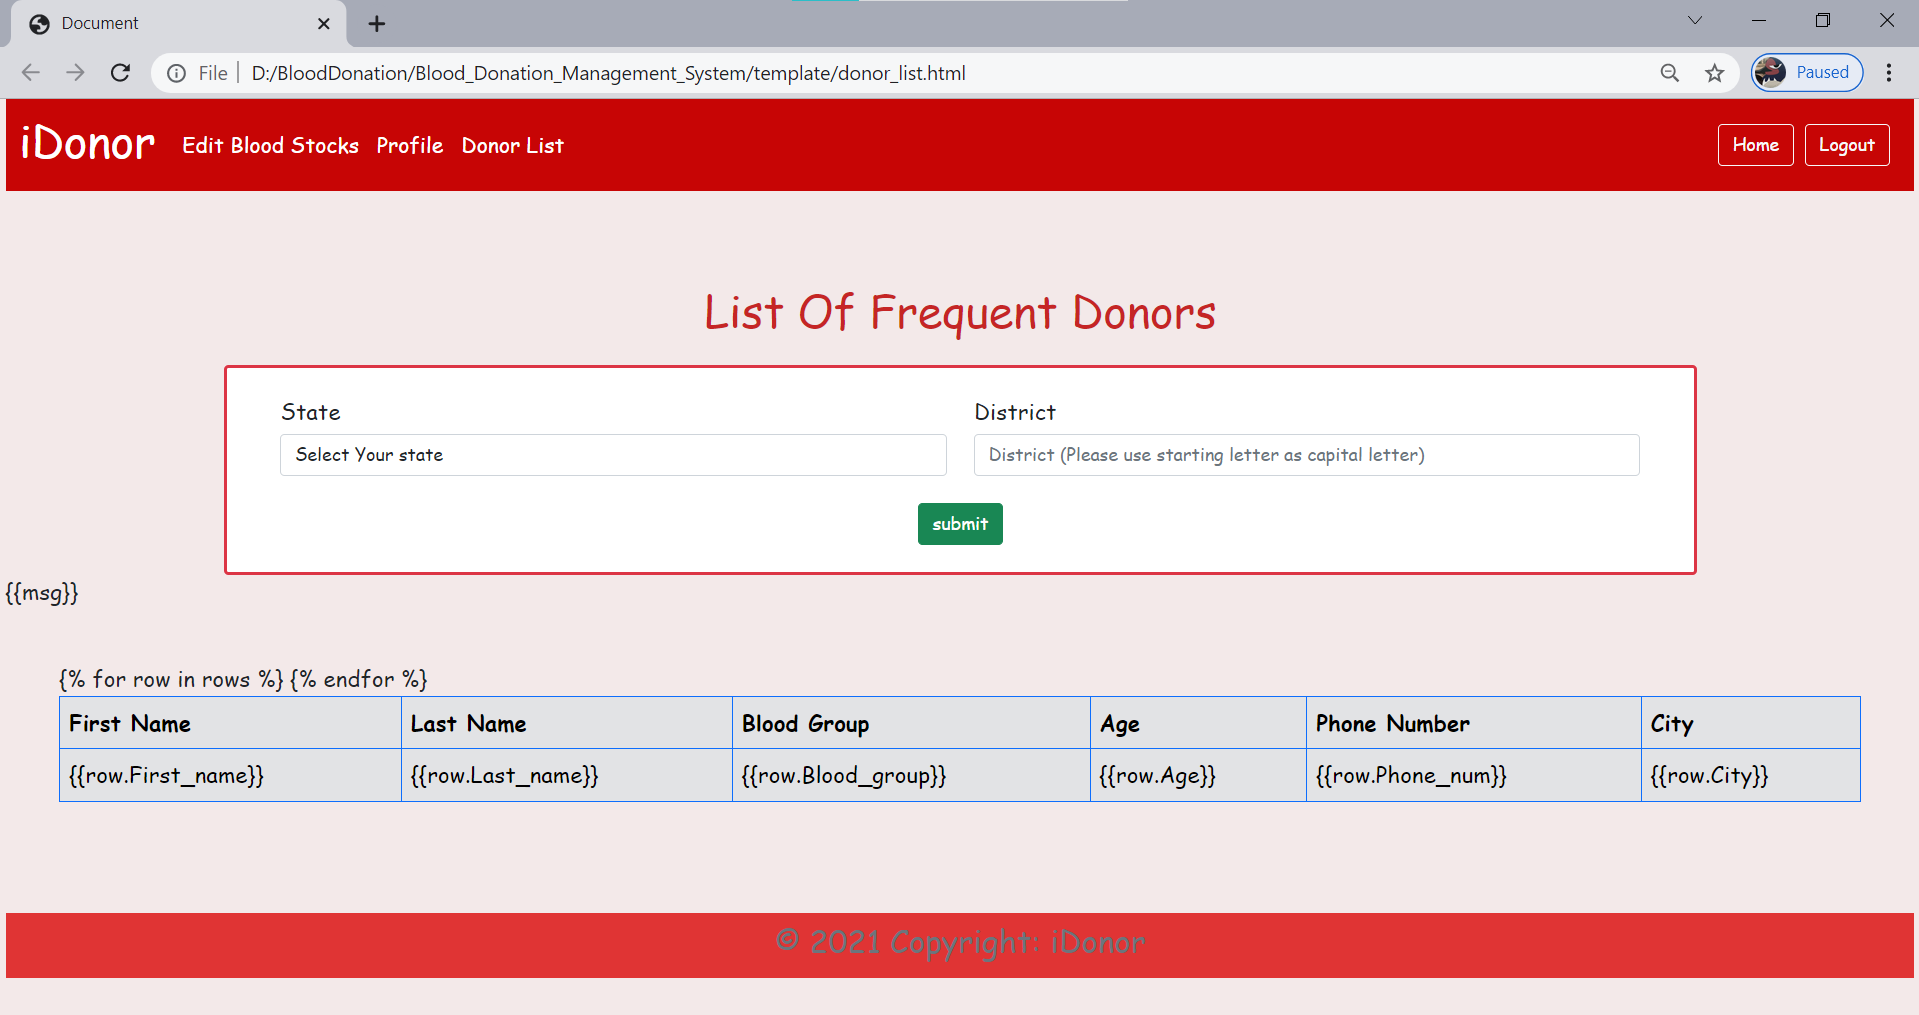 Document
File D:/BloodDonation/Blood_Donation_Management_System/template/donor_list.html Paused
iDonor Edit Blood Stocks Profile Donor List Home Logout
List Of Frequent Donors
State District
Select Your state District (Please use starting letter as capital letter)
submit
{{msg}}
{% for row in rows %} {% endfor %}
First Name Last Name Blood Group Age Phone Number City
{{row.First_name}} {{row.Last_name}} {{row.Blood_group}} {{row.Age}} {{row.Phone_num}} {{row.City}}
© 2021 Copyright: iDonor